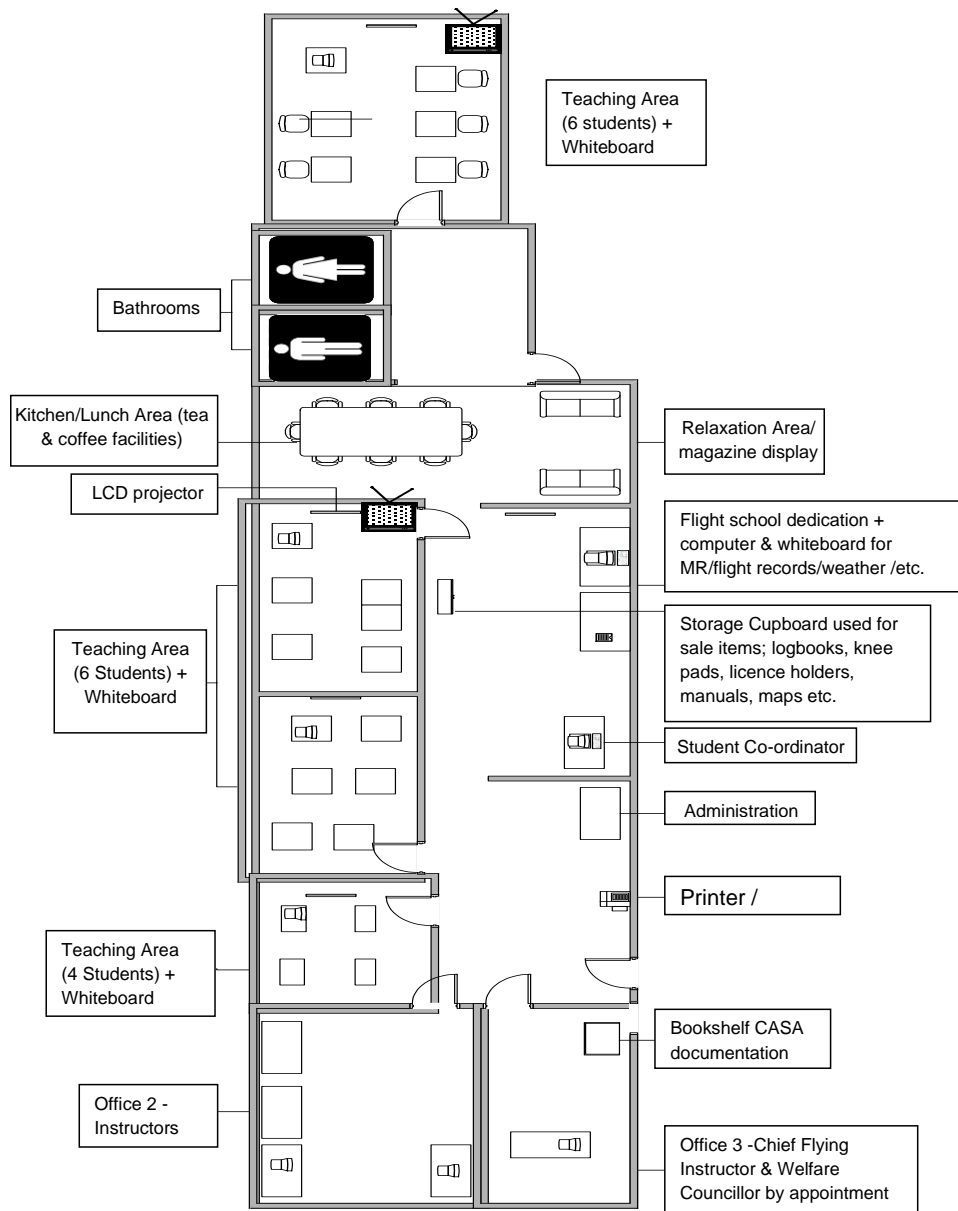 Teaching Area
(6 students) +
Whiteboard
Bathrooms
Kitchen/Lunch Area (tea
& coffee facilities)
Relaxation Area/
magazine display
LCD projector
Flight school dedication +
computer & whiteboard for
MR/flight records/weather /etc.
Storage Cupboard used for
sale items; logbooks, knee
pads, licence holders,
manuals, maps etc.
Teaching Area
(6 Students) +
Whiteboard
Student Co-ordinator
Administration
Printer /
Teaching Area
(4 Students) +
Whiteboard
Bookshelf CASA
documentation
Office 2 -
Instructors
Office 3 -Chief Flying
Instructor & Welfare
Councillor by appointment